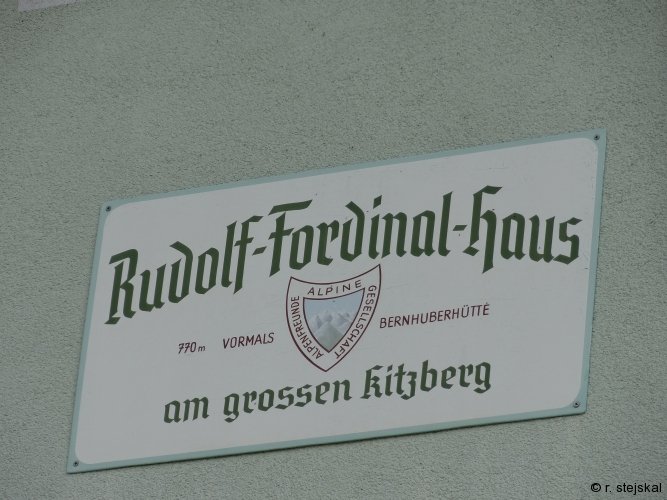 Rudolf-Fordinal-Haus
ALPINE
GESELLSCHAFT
ALPENFREUNDE
770m VORMALS BERNHUBERHÜTTE
am grossen Kitzberg
© r. stejskal